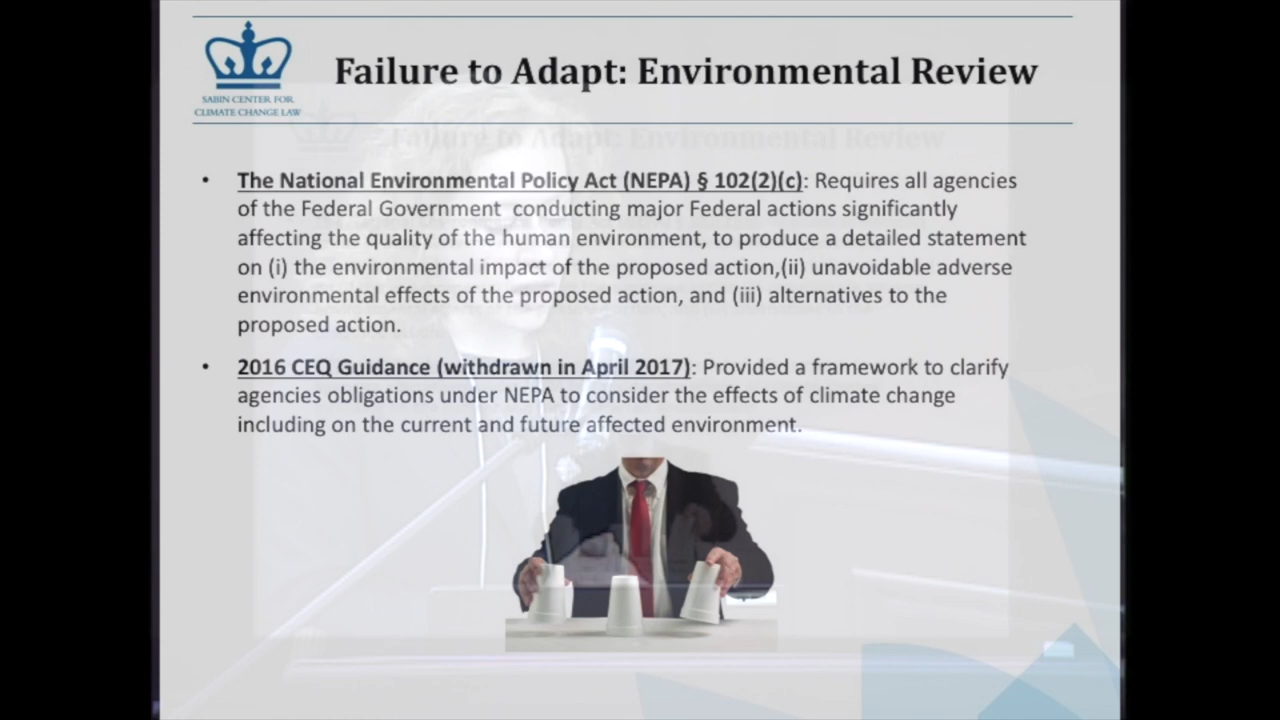 Failure to Adapt: Environmental Review
SABIN CENTER FOR
CLIMATE CHANGE LAW
Failure to Adapt: Environmental Review
• The National Environmental Policy Act (NEPA) § 102(2)(c): Requires all agencies
of the Federal Government conducting major Federal actions significantly
affecting the quality of the human environment, to produce a detailed statement
on (i) the environmental impact of the proposed action,(ii) unavoidable adverse
environmental effects of the proposed action, and (iii) alternatives to the
proposed action.
• 2016 CEQ Guidance (withdrawn in April 2017): Provided a framework to clarify
agencies obligations under NEPA to consider the effects of climate change
including on the current and future affected environment.